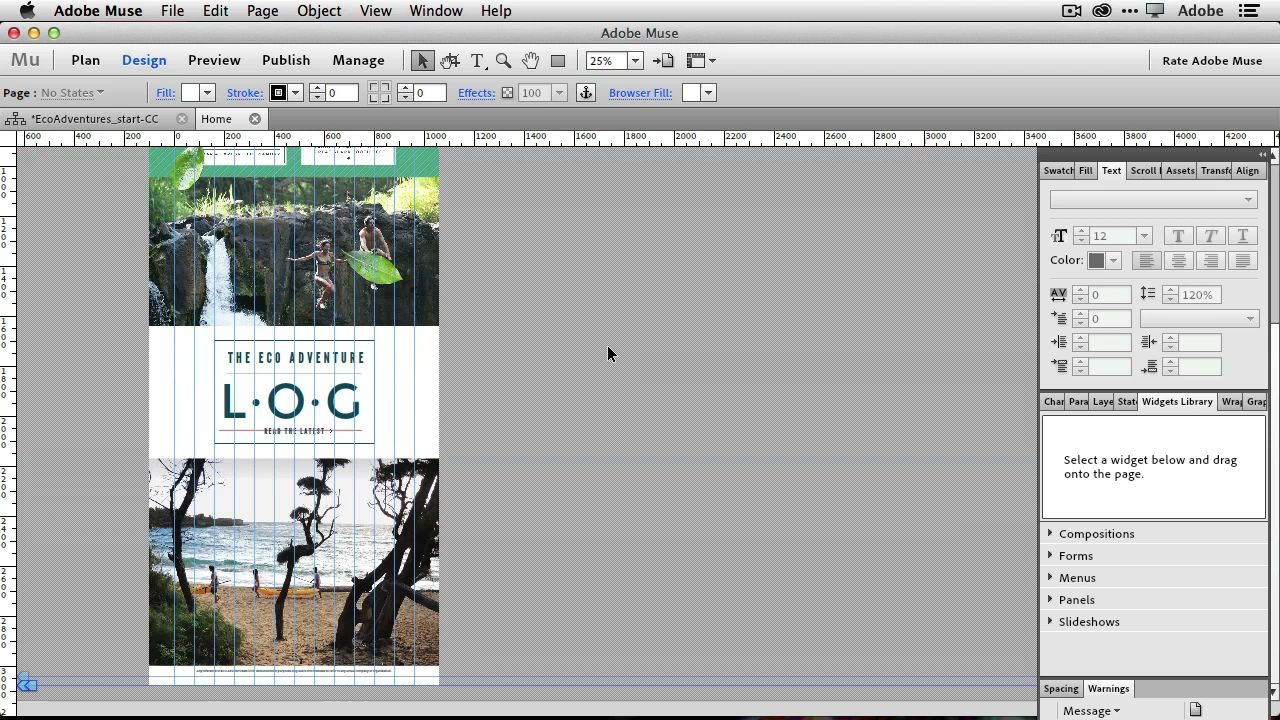 Adobe Muse File Edit Page Object View Window Help Adobe
Adobe Muse
Mu Plan Design Preview Publish Manage T 25% Rate Adobe Muse
Page : No States Fill: Stroke: 0 0 Effects: 100 Browser Fill:
*EcoAdventures_start-CC Home
600 400 200 0 200 400 600 800 1000 1200 1400 1600 1800 2000 2200 2400 2600 2800 3000 3200 3400 3600 3800 4000 4200
Swatch Fill Text Scroll Assets Transfo Align
12 T T T
Color:
0 120%
0
THE ECO ADVENTURE
L•O•G
READ THE LATEST >
Char Para Laye State Widgets Library Wrap Grap
Select a widget below and drag
onto the page.
Compositions
Forms
Menus
Panels
Slideshows
Spacing Warnings
Message